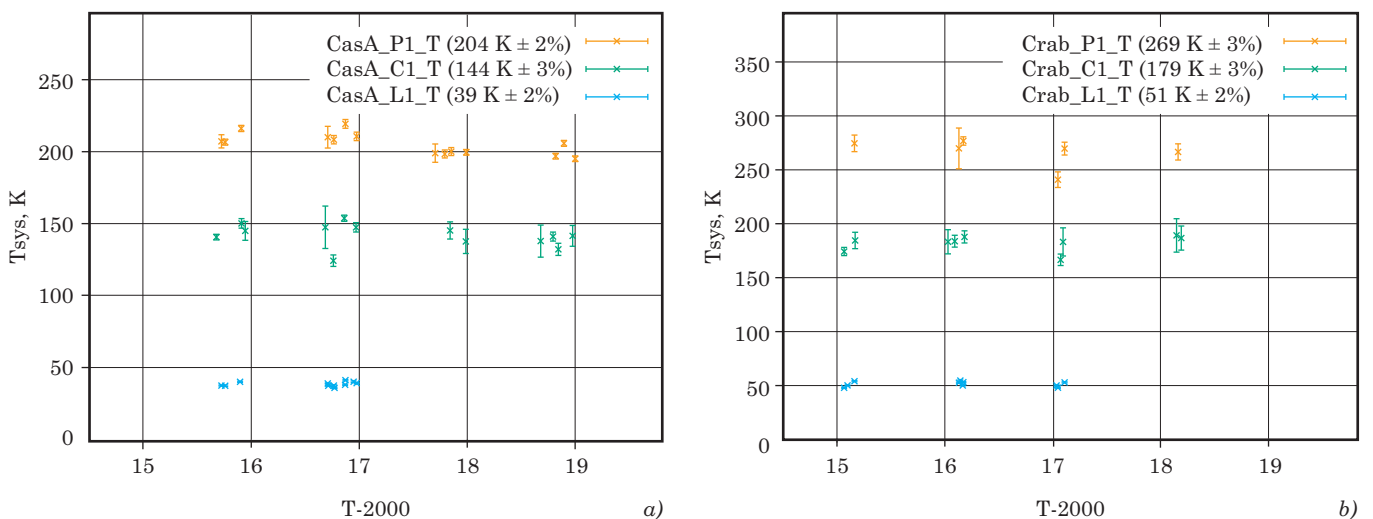 CasA_P1_T (204 K ± 2%)
CasA_C1_T (144 K ± 3%)
CasA_L1_T (39 K ± 2%)
250
200
150
100
50
0
Tsys, K
15 16 17 18 19
T-2000
a)
Crab_P1_T (269 K ± 3%)
Crab_C1_T (179 K ± 3%)
Crab_L1_T (51 K ± 2%)
350
300
250
200
150
100
50
0
Tsys, K
15 16 17 18 19
T-2000
b)